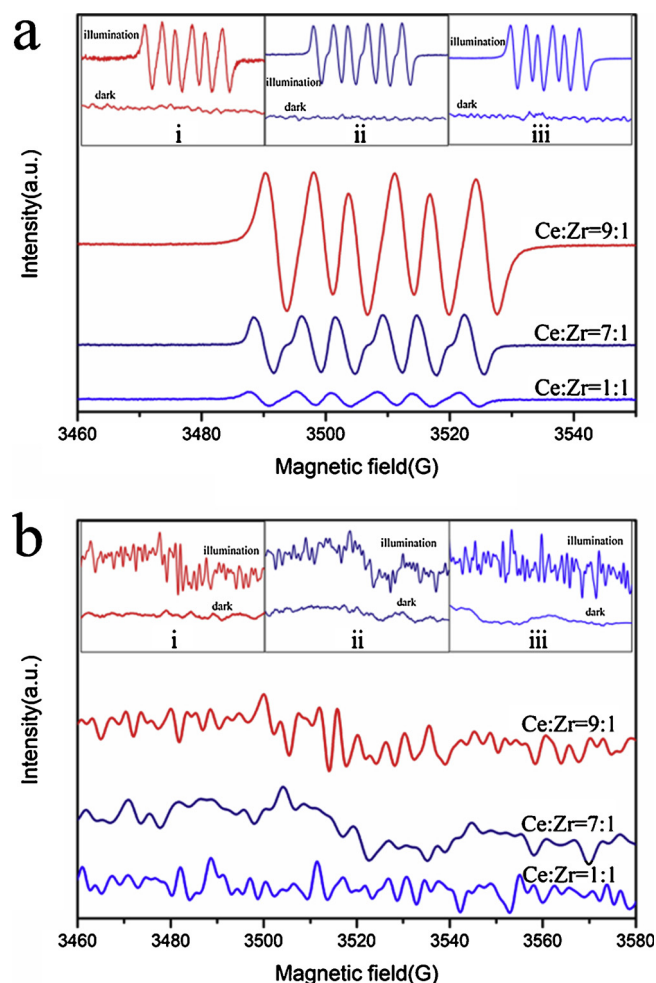 a
illumination
dark
i
illumination
dark
ii
illumination
dark
iii
Ce:Zr=9:1
Ce:Zr=7:1
Ce:Zr=1:1
Intensity(a.u.)
3460 3480 3500 3520 3540
Magnetic field(G)
b
illumination
dark
i
illumination
dark
ii
illumination
dark
iii
Ce:Zr=9:1
Ce:Zr=7:1
Ce:Zr=1:1
Intensity(a.u.)
3460 3480 3500 3520 3540 3560 3580
Magnetic field(G)